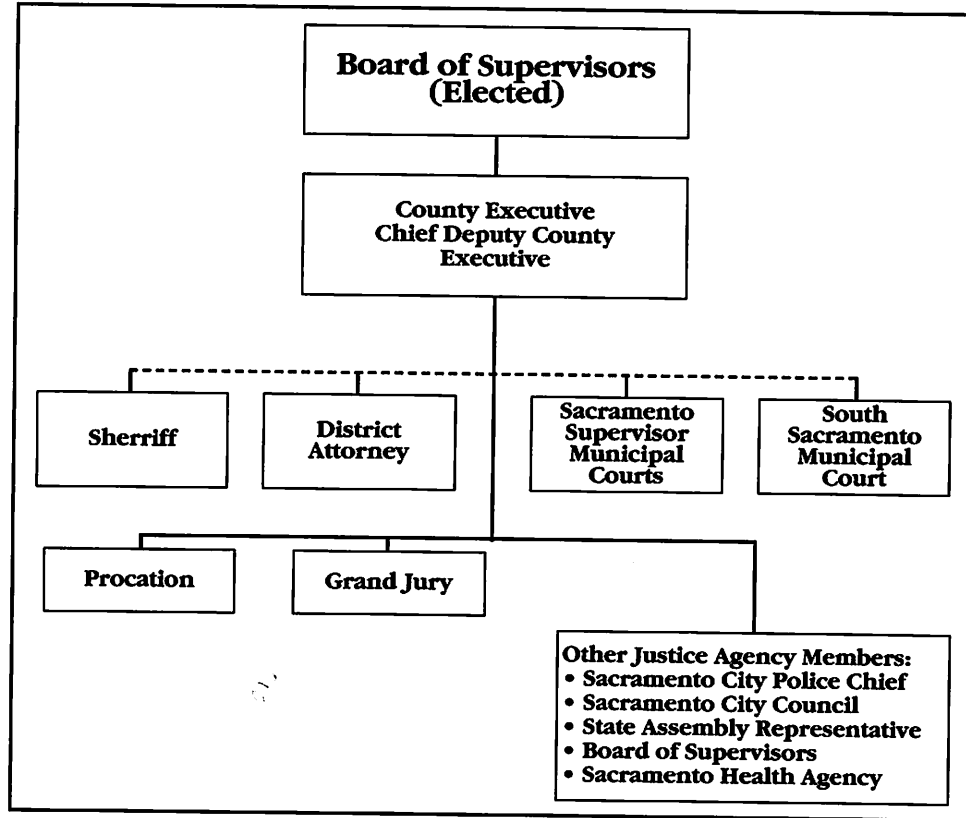 Board of Supervisors
(Elected)
County Executive
Chief Deputy County
Executive
Sherriff
District
Attorney
Sacramento
Supervisor
Municipal
Courts
South
Sacramento
Municipal
Court
Procation
Grand Jury
Other Justice Agency Members:
• Sacramento City Police Chief
• Sacramento City Council
• State Assembly Representative
• Board of Supervisors
• Sacramento Health Agency